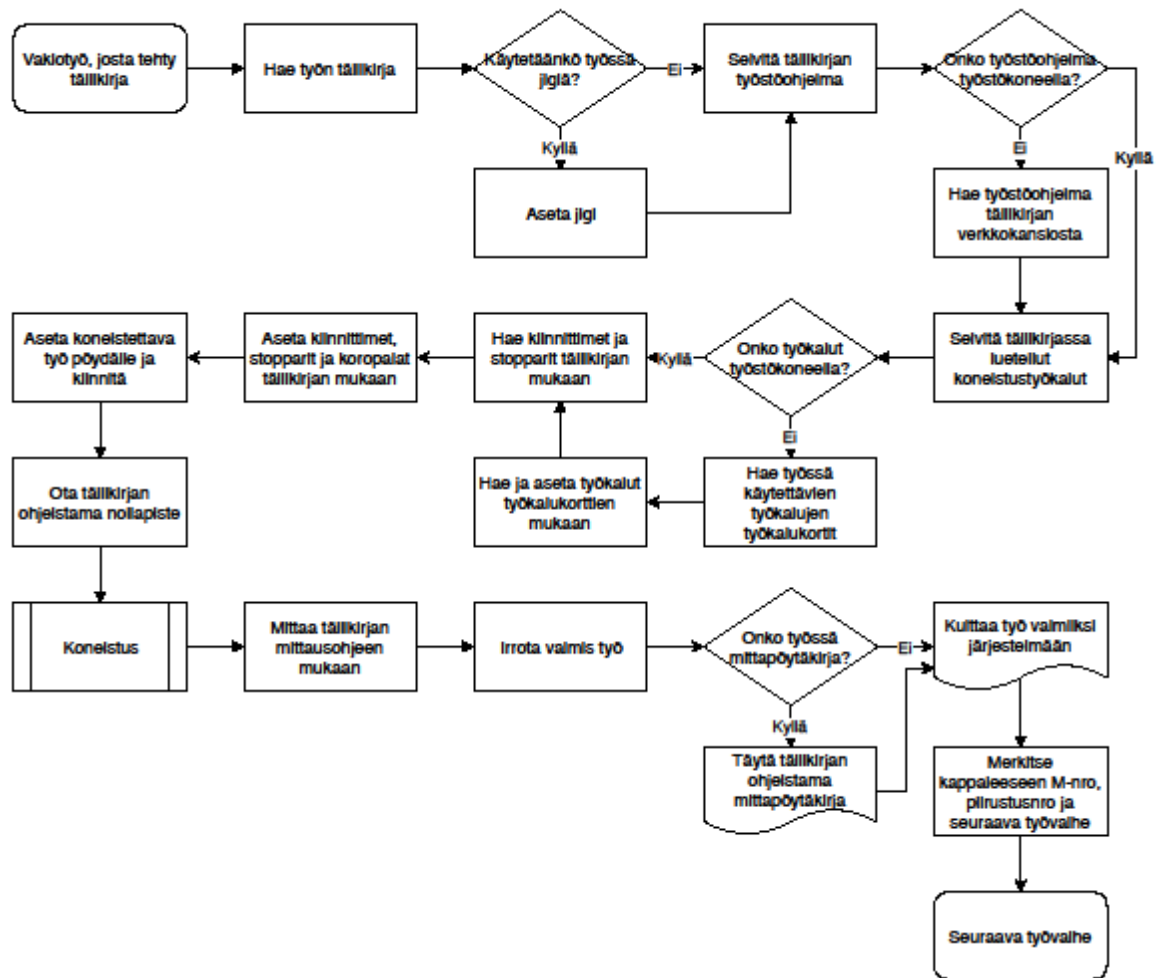 Vakiotyö, josta tehty
tällikirja
Hae työn tällikirja
Käytetäänkö työssä
jigiä?
Ei
Selvitä tällikirjan
työstöohjelma
Onko työstöohjelma
työstökoneella?
Kyllä
Ei
Kyllä
Aseta jigi
Hae työstöohjelma
tällikirjan
verkkokansiosta
Aseta koneistettava
työ pöydälle ja
kiinnitä
Aseta kiinnittimet,
stopparit ja koropalat
tällikirjan mukaan
Hae kiinnittimet ja
stopparit tällikirjan
mukaan
Kyllä
Onko työkalut
työstökoneella?
Selvitä tällikirjassa
luetellut
koneistustyökalut
Ei
Ota tällikirjan
ohjeistama nollapiste
Hae ja aseta työkalut
työkalukorttien
mukaan
Hae työssä
käytettävien
työkalujen
työkalukortit
Koneistus
Mittaa tällikirjan
mittausohjeen
mukaan
Irrota valmis työ
Onko työssä
mittapöytäkirja?
Ei
Kuittaa työ valmiiksi
järjestelmään
Kyllä
Täytä tällikirjan
ohjeistama
mittapöytäkirja
Merkitse
kappaleeseen M-nro,
piirustusnro ja
seuraava työvaihe
Seuraava työvaihe